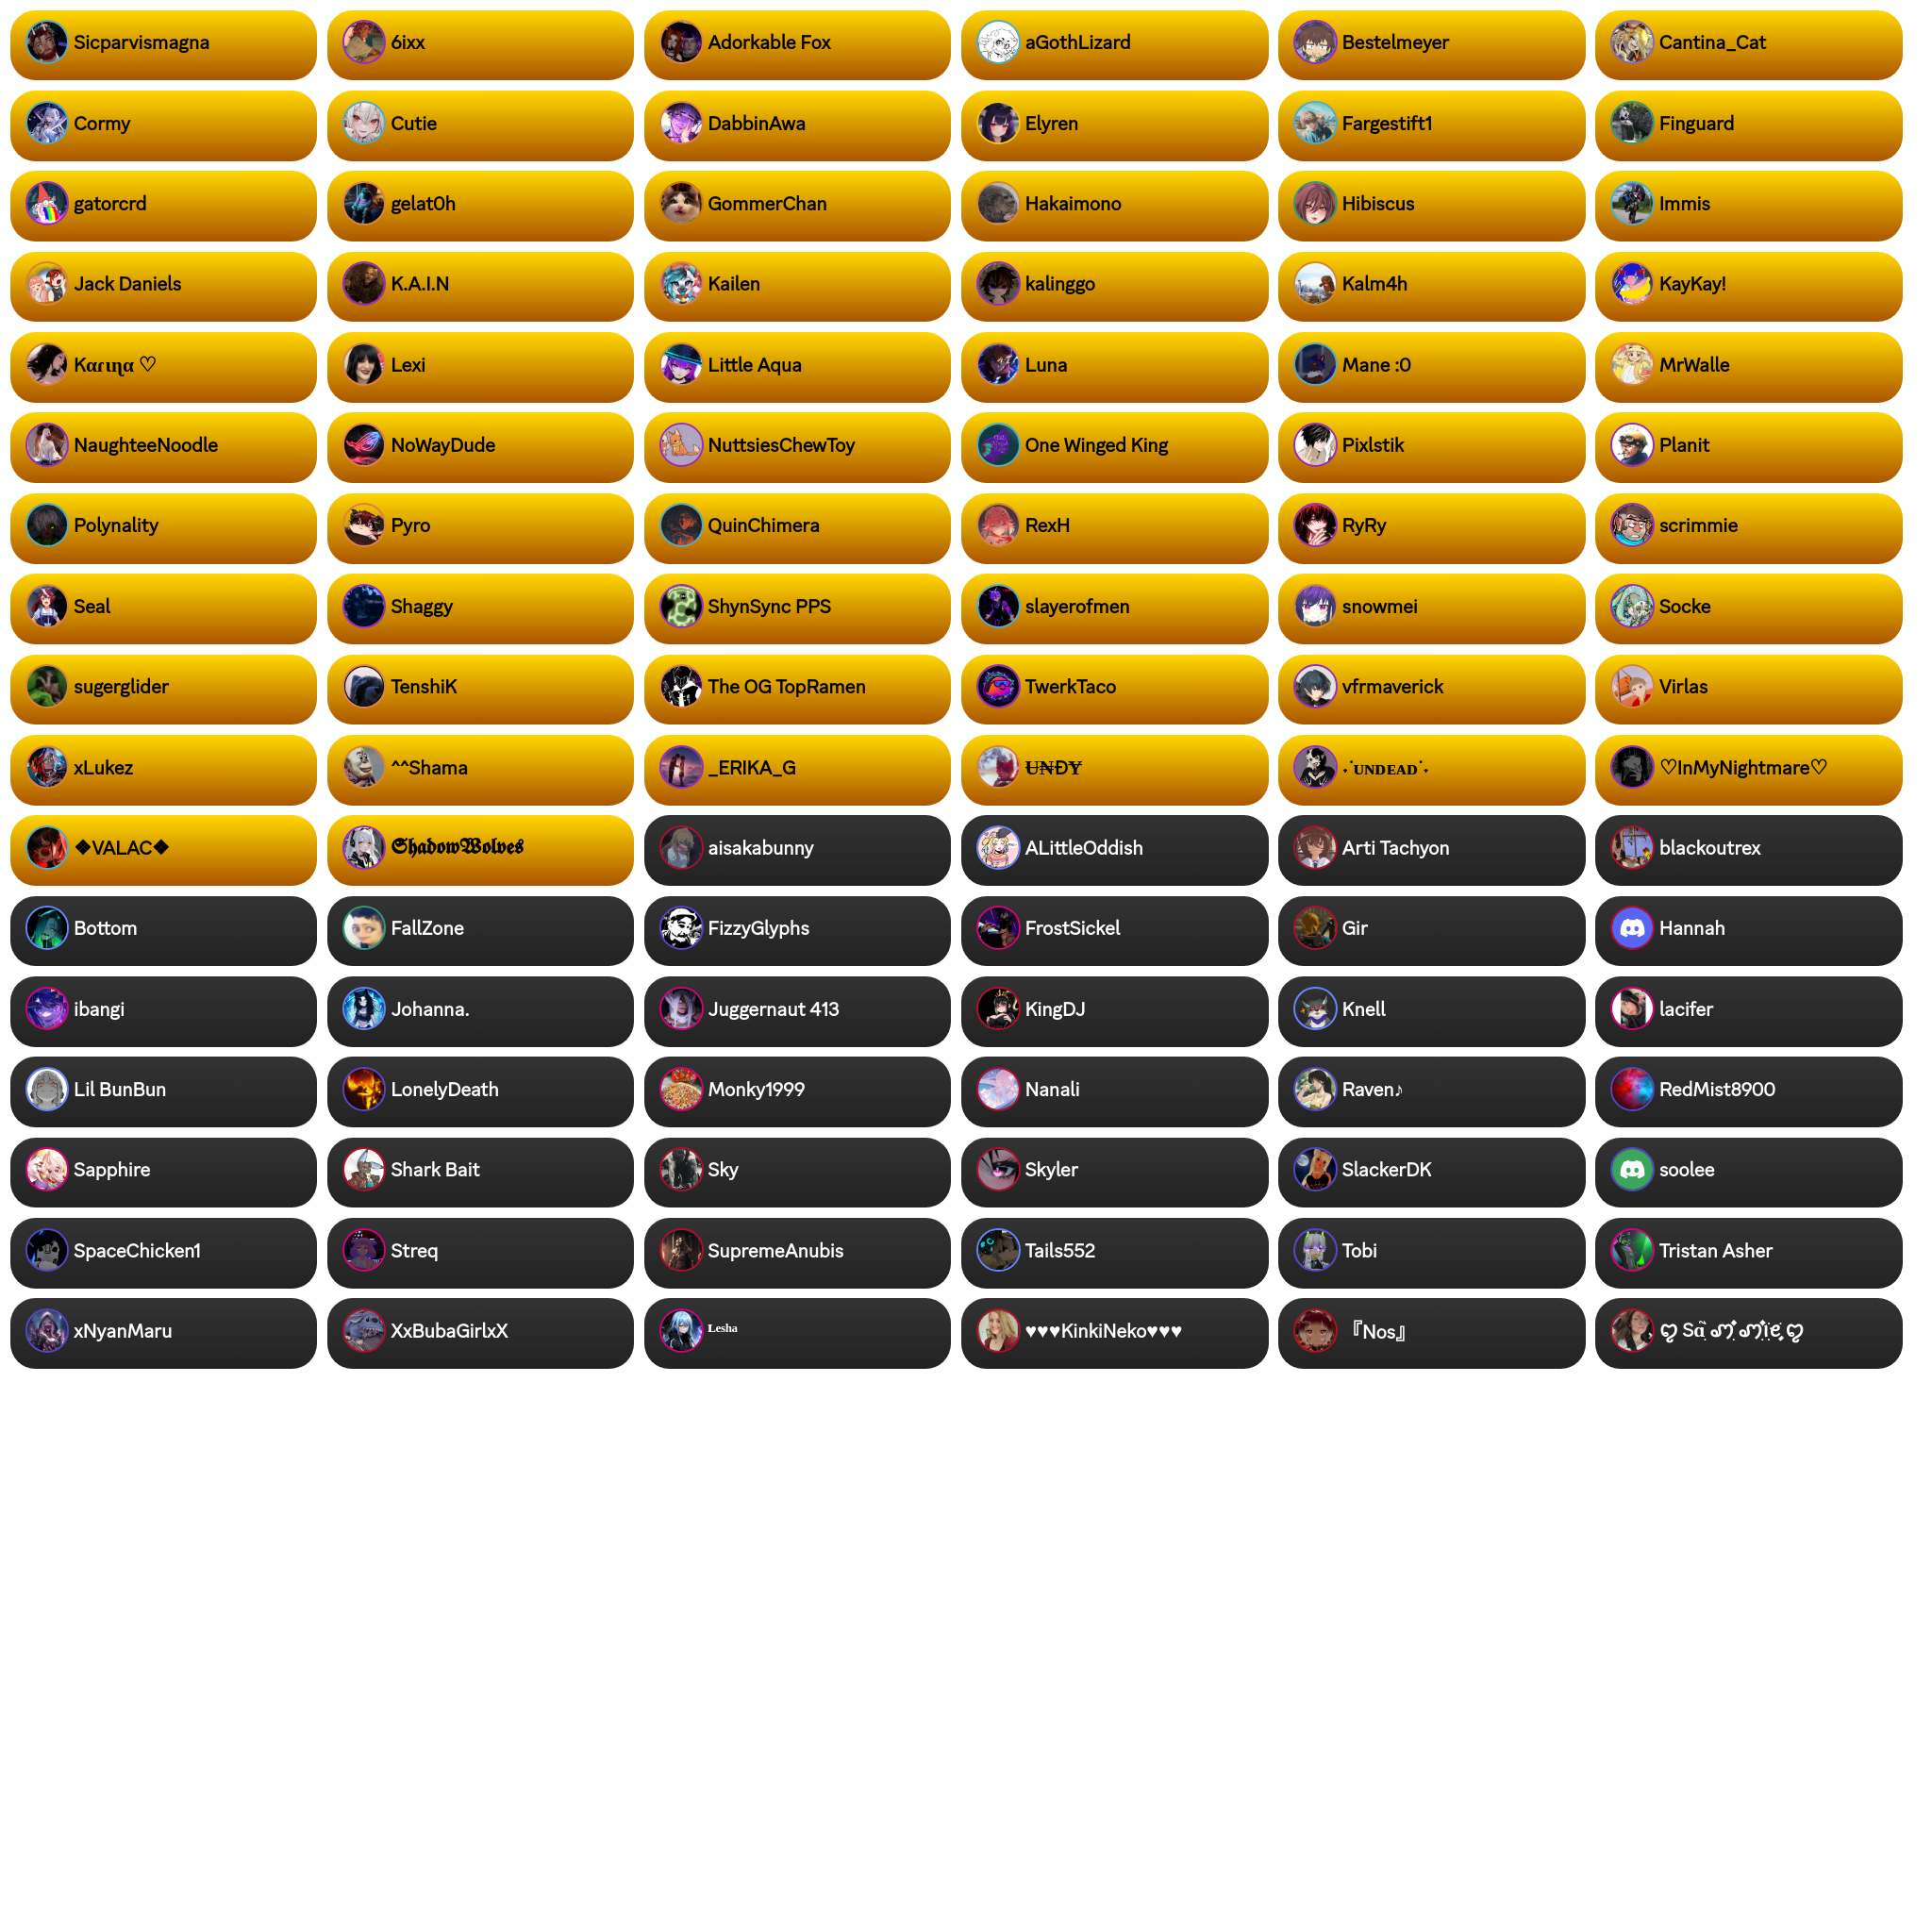 Sicparvismagna 6ixx Adorkable Fox aGothLizard Bestelmeyer Cantina_Cat
Cormy Cutie DabbinAwa Elyren Fargestift1 Finguard
gatorcrd gelat0h GommerChan Hakaimono Hibiscus Immis
Jack Daniels K.A.I.N Kailen kalinggo Kalm4h KayKay!
Kαɾιɳα ♡ Lexi Little Aqua Luna Mane :0 MrWalle
NaughteeNoodle NoWayDude NuttsiesChewToy One Winged King Pixlstik Planit
Polynality Pyro QuinChimera RexH RyRy scrimmie
Seal Shaggy ShynSync PPS slayerofmen snowmei Socke
sugerglider TenshiK The OG TopRamen TwerkTaco vfrmaverick Virlas
xLukez ^^Shama _ERIKA_G U̶N̶Đ̶Y̶ ˖˙ᴜɴᴅᴇᴀᴅ˙˖ ♡InMyNightmare♡
◆VALAC◆ 𝕾𝖍𝖆𝖉𝖔𝖜𝖂𝖔𝖑𝖛𝖊𝖘 aisakabunny ALittleOddish Arti Tachyon blackoutrex
Bottom FallZone FizzyGlyphs FrostSickel Gir Hannah
ibangi Johanna. Juggernaut 413 KingDJ Knell lacifer
Lil BunBun LonelyDeath Monky1999 Nanali Raven♪ RedMist8900
Sapphire Shark Bait Sky Skyler SlackerDK soolee
SpaceChicken1 Streq SupremeAnubis Tails552 Tobi Tristan Asher
xNyanMaru XxBubaGirlxX ᴸᵉˢʰᵃ ♥♥♥KinkiNeko♥♥♥ 『Nos』